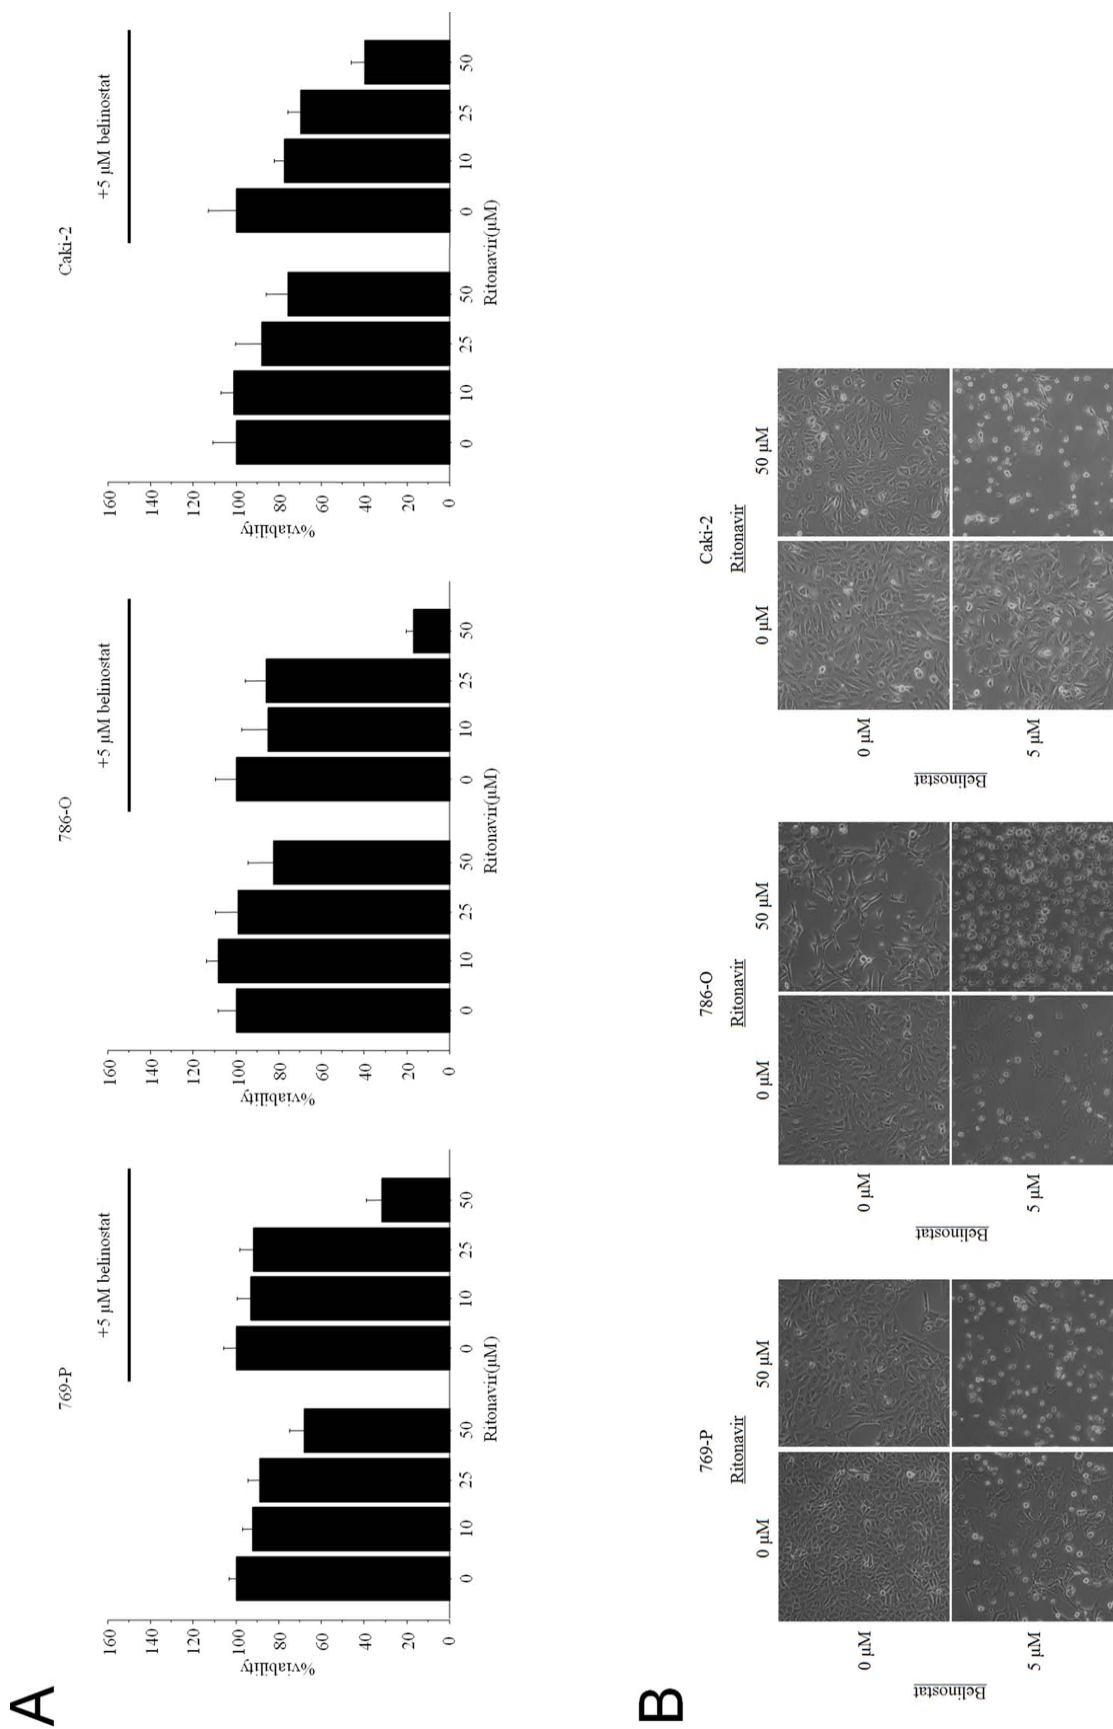 A
769-P
786-O
Caki-2
+5 μM belinostat
+5 μM belinostat
+5 μM belinostat
%viability
160
140
120
100
80
60
40
20
0
0 10 25 50 0 10 25 50
Ritonavir(μM)
%viability
160
140
120
100
80
60
40
20
0
0 10 25 50 0 10 25 50
Ritonavir(μM)
%viability
160
140
120
100
80
60
40
20
0
0 10 25 50 0 10 25 50
Ritonavir(μM)
B
769-P
Ritonavir
0 μM 50 μM
Belinostat
0 μM
5 μM
786-O
Ritonavir
0 μM 50 μM
Belinostat
0 μM
5 μM
Caki-2
Ritonavir
0 μM 50 μM
Belinostat
0 μM
5 μM